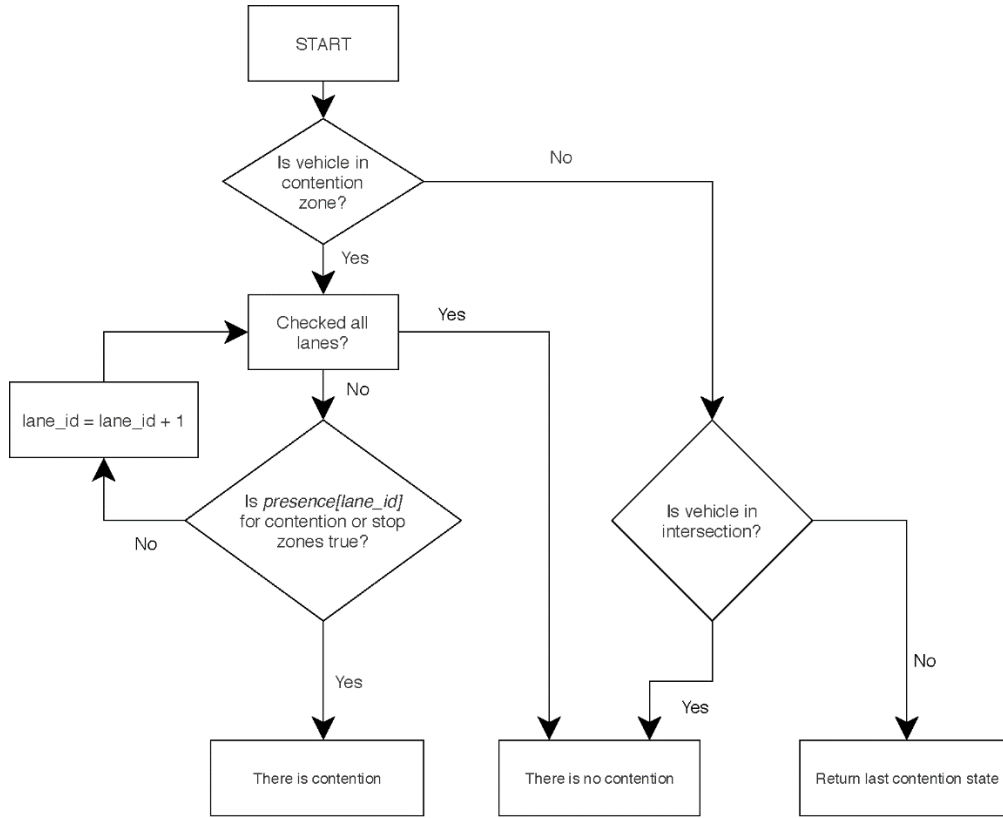 START
Is vehicle in
contention
zone?
No
Yes
Checked all
lanes?
Yes
No
lane_id = lane_id + 1
Is presence[lane_id]
for contention or stop
zones true?
No
Is vehicle in
intersection?
Yes
Yes
No
There is contention
There is no contention
Return last contention state